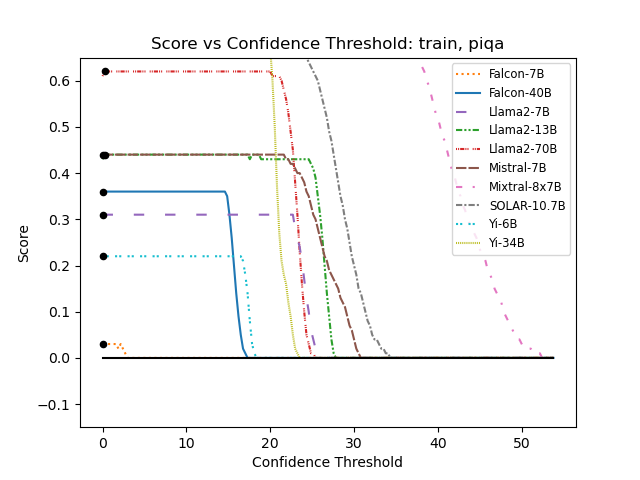 Score vs Confidence Threshold: train, piqa
Score
0.6
0.5
0.4
0.3
0.2
0.1
0.0
−0.1
0
10
20
30
40
50
Confidence Threshold
Falcon-7B
Falcon-40B
Llama2-7B
Llama2-13B
Llama2-70B
Mistral-7B
Mixtral-8x7B
SOLAR-10.7B
Yi-6B
Yi-34B